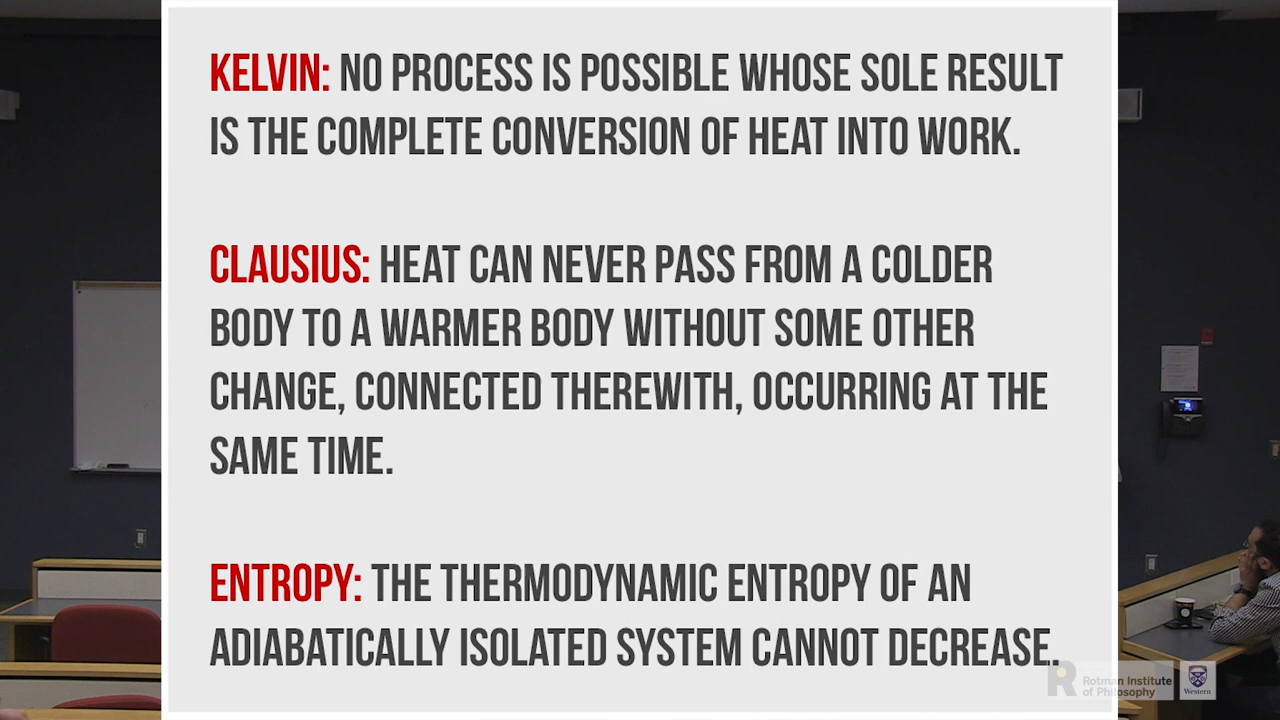 KELVIN: NO PROCESS IS POSSIBLE WHOSE SOLE RESULT
IS THE COMPLETE CONVERSION OF HEAT INTO WORK.
CLAUSIUS: HEAT CAN NEVER PASS FROM A COLDER
BODY TO A WARMER BODY WITHOUT SOME OTHER
CHANGE, CONNECTED THEREWITH, OCCURRING AT THE
SAME TIME.
ENTROPY: THE THERMODYNAMIC ENTROPY OF AN
ADIABATICALLY ISOLATED SYSTEM CANNOT DECREASE.
R
Rotman Institute
of Philosophy
Western